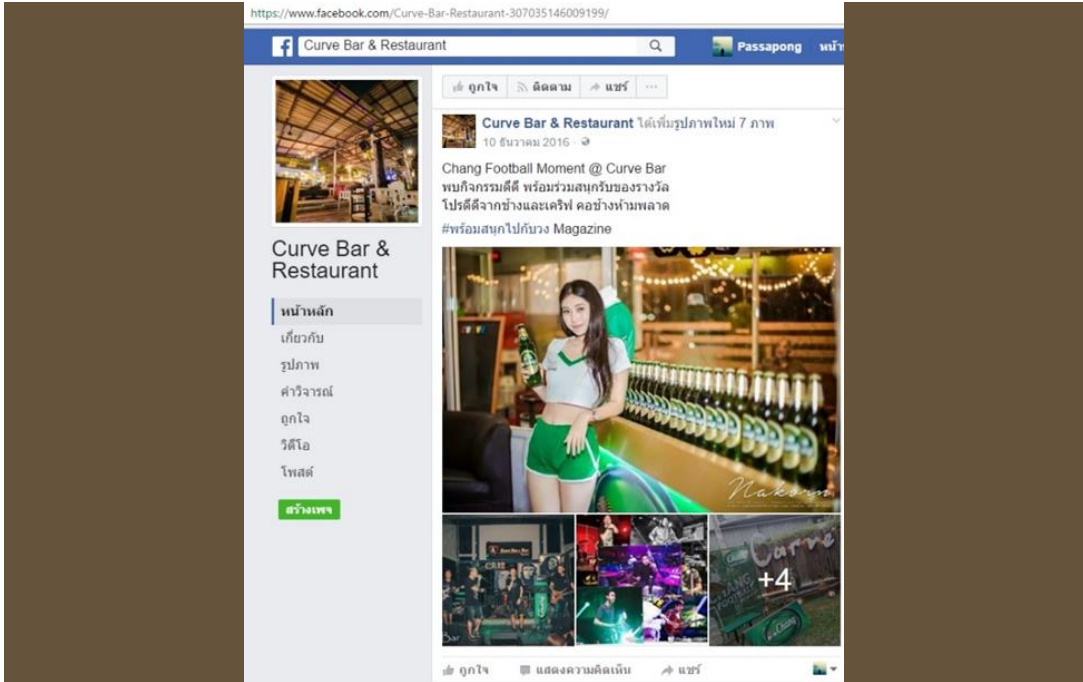 https://www.facebook.com/Curve-Bar-Restaurant-307035146009199/
Curve Bar & Restaurant
Passapong
ถูกใจ
ติดตาม
แชร์
Curve Bar & Restaurant ได้เพิ่มรูปภาพใหม่ 7 ภาพ
10 ธันวาคม 2016
Chang Football Moment @ Curve Bar
พบกิจกรรมดีดี พร้อมร่วมสนุกรับของรางวัล
โปรดีดีจากช้างและเคริฟ คอช้างห้ามพลาด
#พร้อมสนุกไปกับวง Magazine
Curve Bar &
Restaurant
หน้าหลัก
เกี่ยวกับ
รูปภาพ
คำวิจารณ์
ถูกใจ
วิดีโอ
โพสต์
สร้างเพจ
Nakorn
Curve
+4
Chang
ถูกใจ
แสดงความคิดเห็น
แชร์